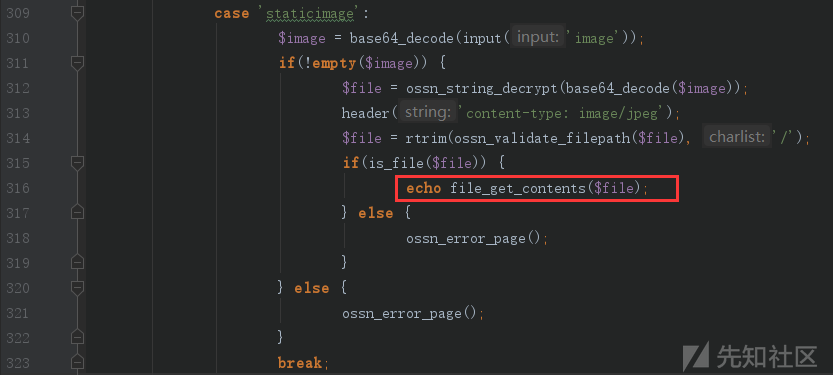 309 case 'staticimage':
310 $image = base64_decode(input( input: 'image'));
311 if(!empty($image)) {
312 $file = ossn_string_decrypt(base64_decode($image));
313 header( string: 'content-type: image/jpeg');
314 $file = rtrim(ossn_validate_filepath($file), charlist: '/');
315 if(is_file($file)) {
316 echo file_get_contents($file);
317 } else {
318 ossn_error_page();
319 }
320 } else {
321 ossn_error_page();
322 }
323 break;
先知社区